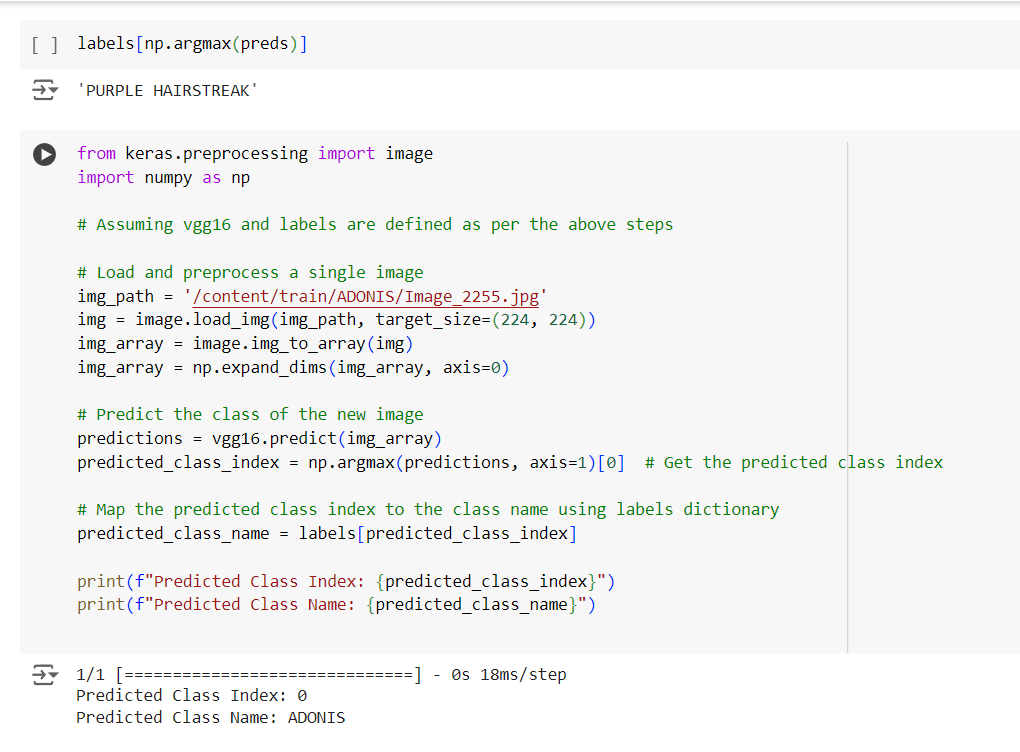 [ ] labels[np.argmax(preds)]
'PURPLE HAIRSTREAK'
from keras.preprocessing import image
import numpy as np
# Assuming vgg16 and labels are defined as per the above steps
# Load and preprocess a single image
img_path = '/content/train/ADONIS/Image_2255.jpg'
img = image.load_img(img_path, target_size=(224, 224))
img_array = image.img_to_array(img)
img_array = np.expand_dims(img_array, axis=0)
# Predict the class of the new image
predictions = vgg16.predict(img_array)
predicted_class_index = np.argmax(predictions, axis=1)[0]  # Get the predicted class index
# Map the predicted class index to the class name using labels dictionary
predicted_class_name = labels[predicted_class_index]
print(f"Predicted Class Index: {predicted_class_index}")
print(f"Predicted Class Name: {predicted_class_name}")
1/1 [==============================] - 0s 18ms/step
Predicted Class Index: 0
Predicted Class Name: ADONIS